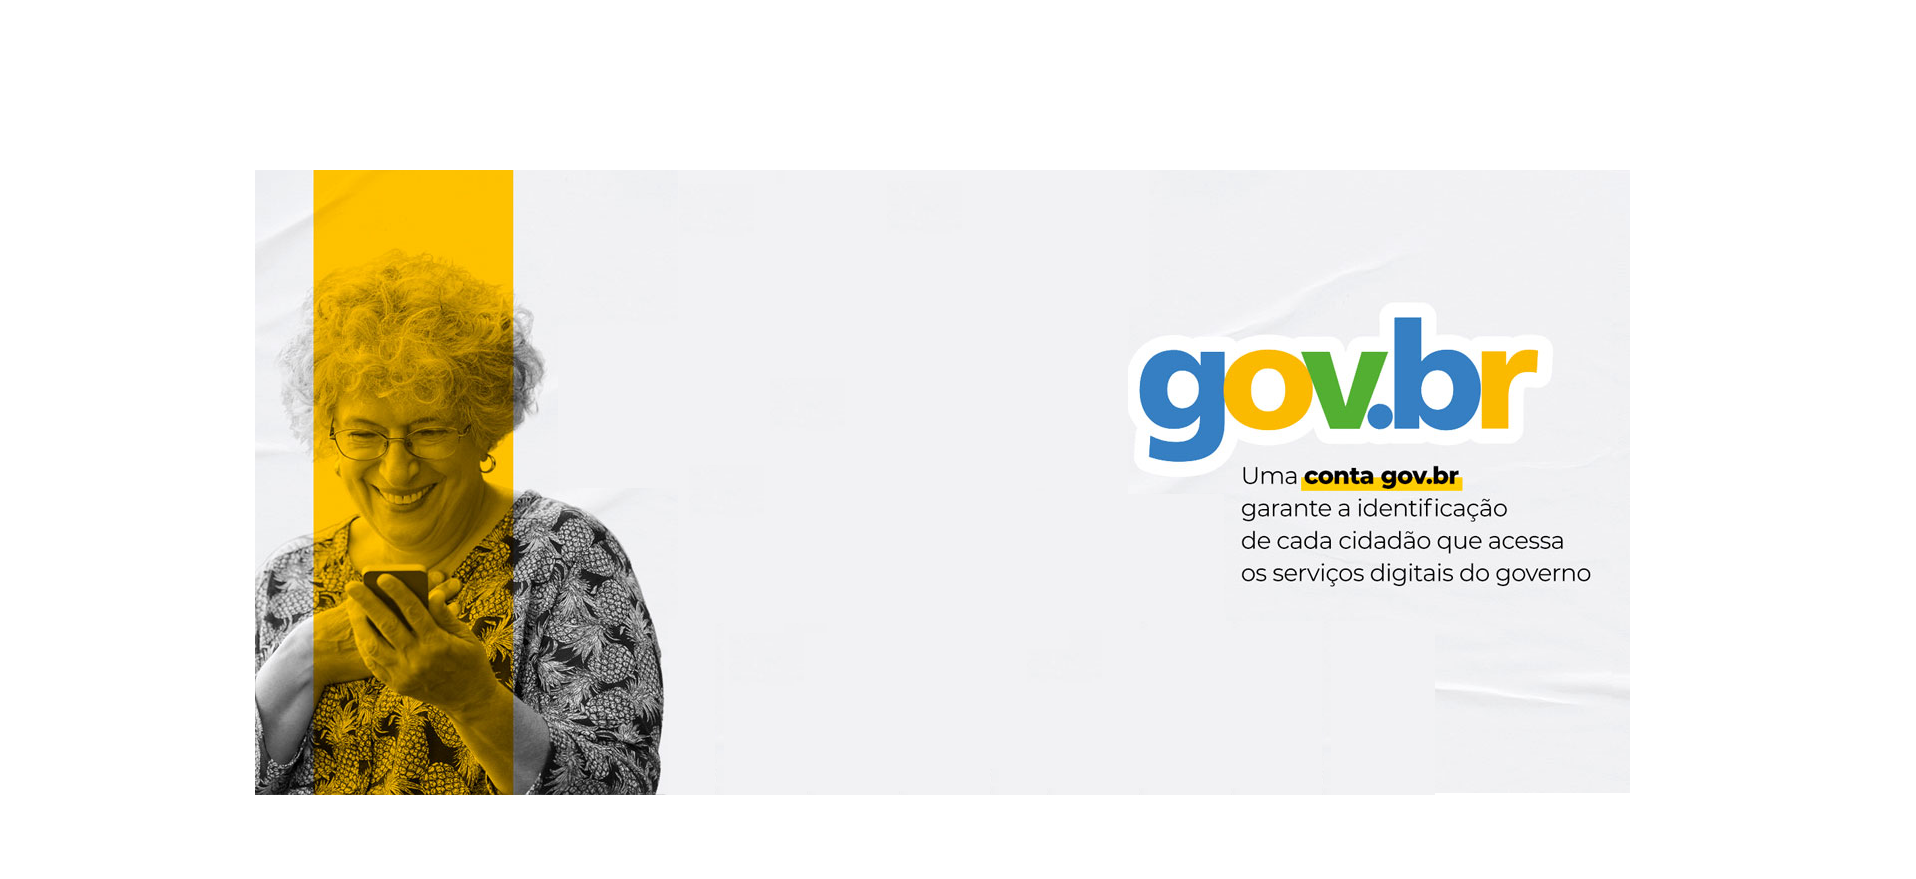 gov.br
Uma conta gov.br
garante a identificação
de cada cidadão que acessa
os serviços digitais do governo